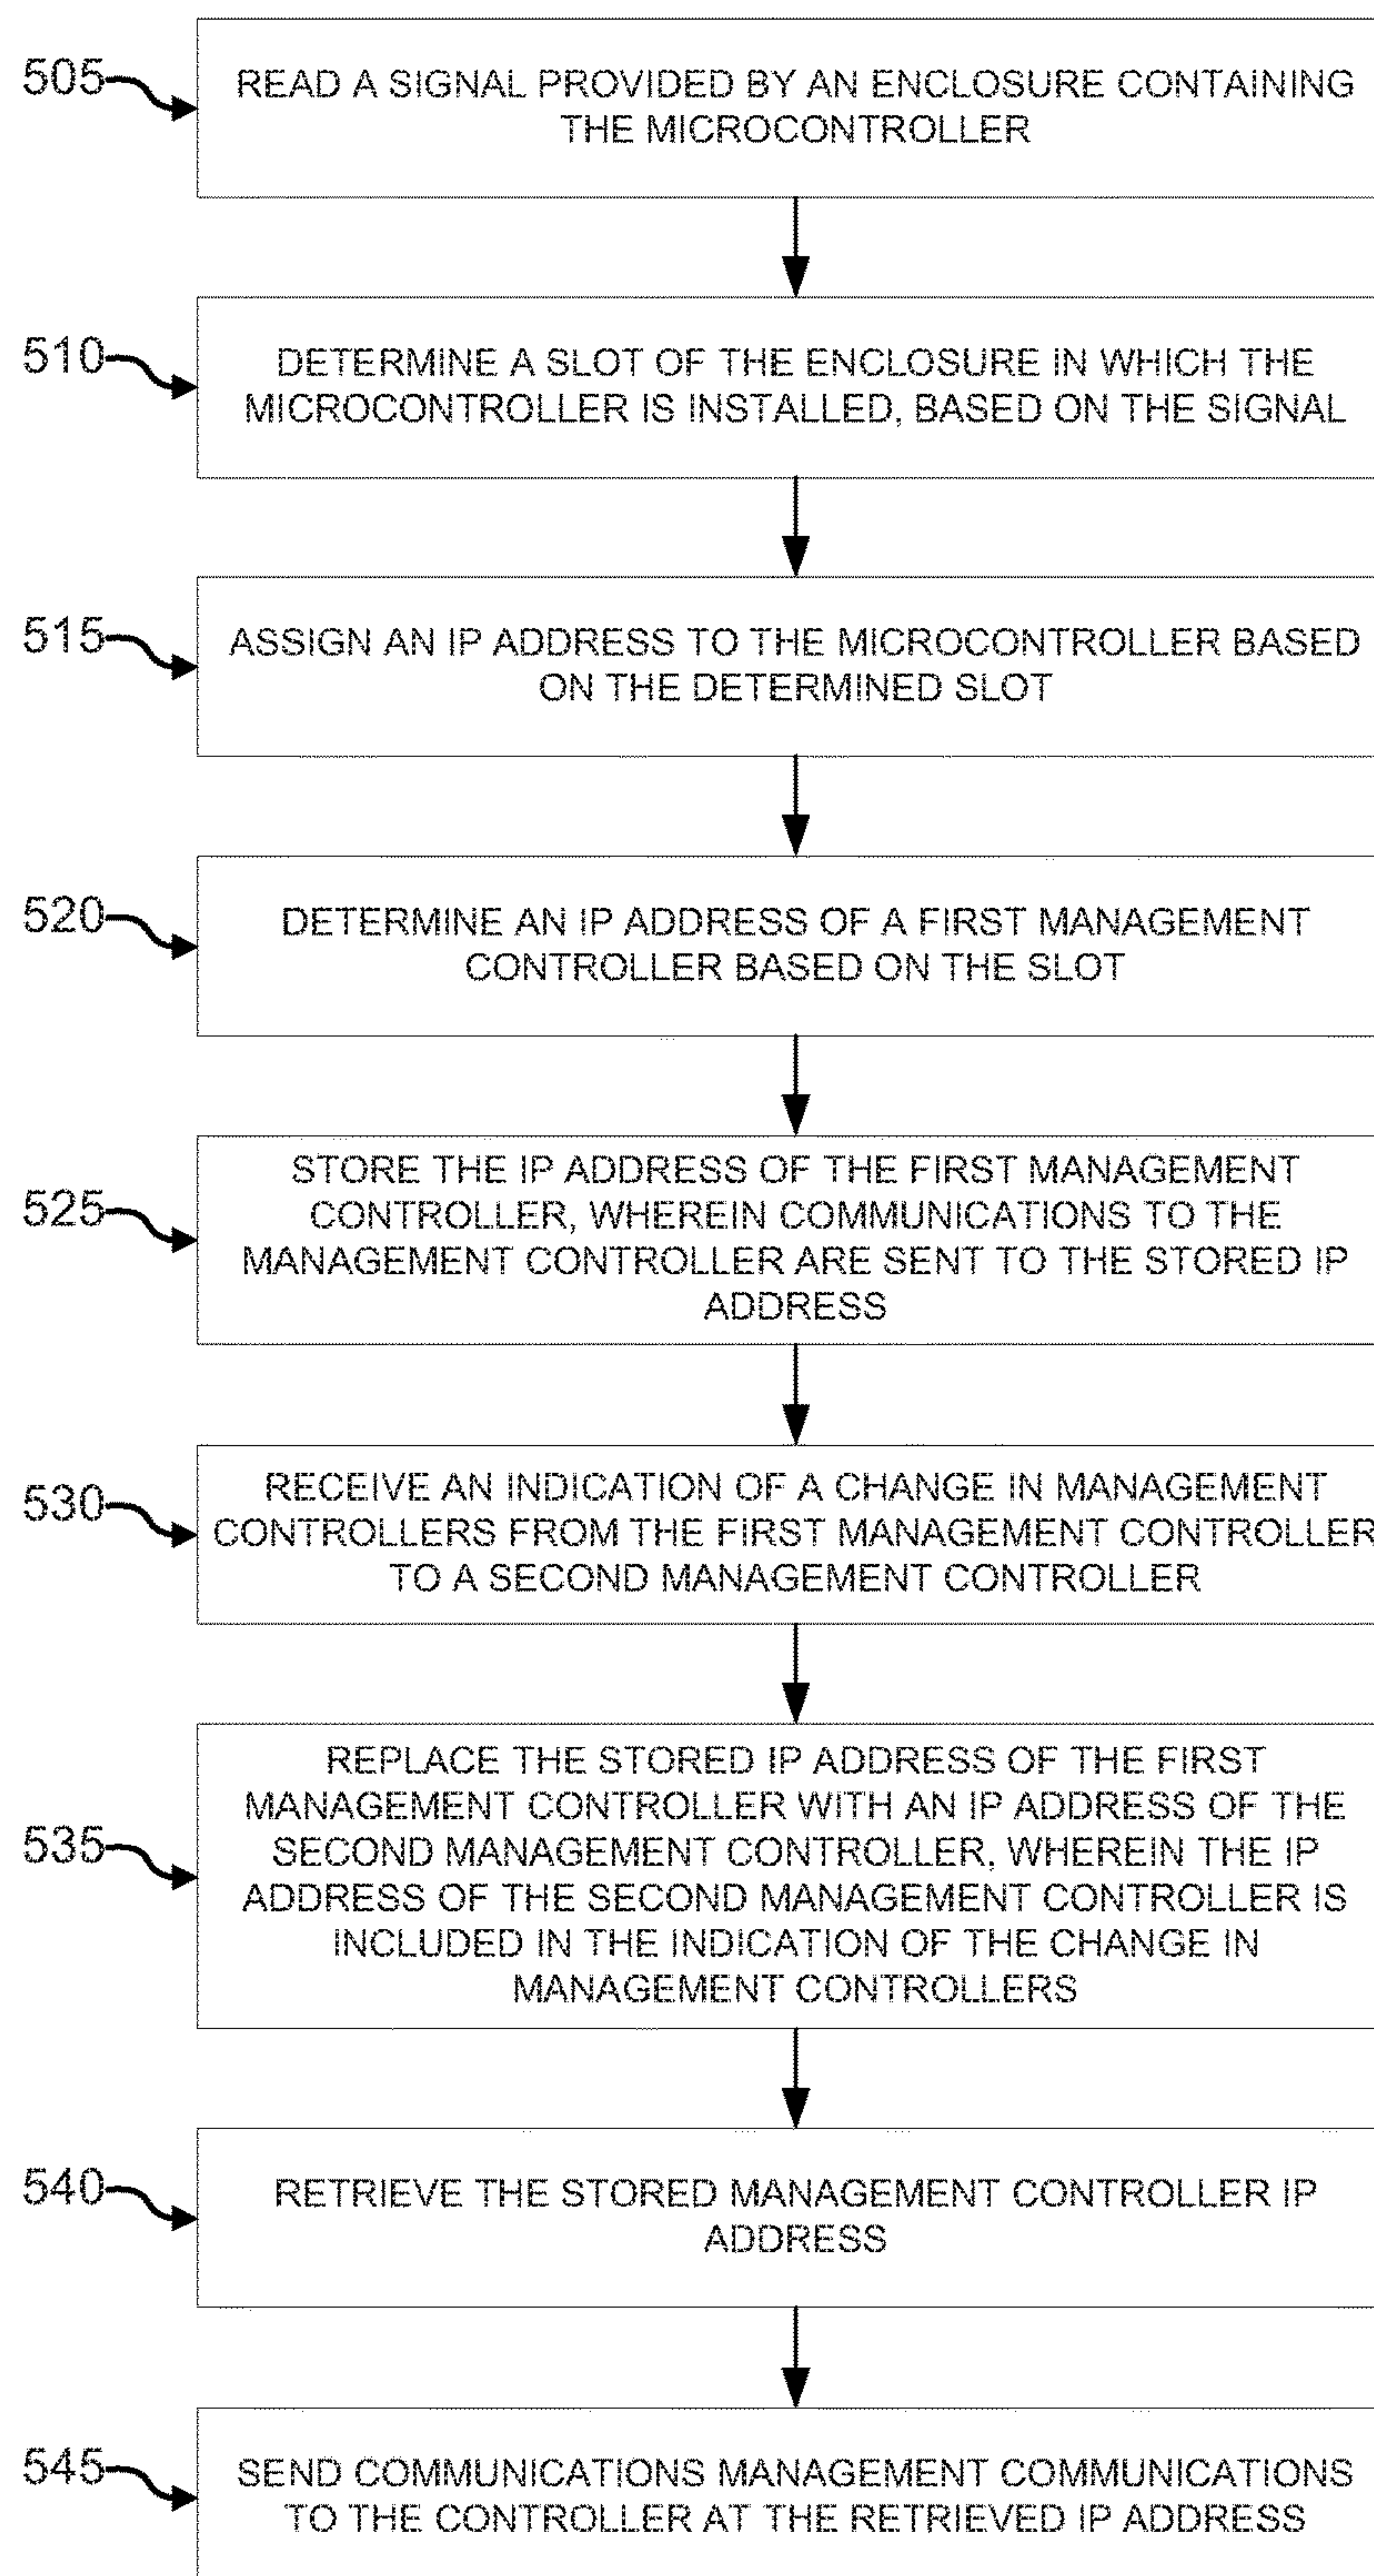 505
READ A SIGNAL PROVIDED BY AN ENCLOSURE CONTAINING
THE MICROCONTROLLER
510
DETERMINE A SLOT OF THE ENCLOSURE IN WHICH THE
MICROCONTROLLER IS INSTALLED, BASED ON THE SIGNAL
515
ASSIGN AN IP ADDRESS TO THE MICROCONTROLLER BASED
ON THE DETERMINED SLOT
520
DETERMINE AN IP ADDRESS OF A FIRST MANAGEMENT
CONTROLLER BASED ON THE SLOT
525
STORE THE IP ADDRESS OF THE FIRST MANAGEMENT
CONTROLLER, WHEREIN COMMUNICATIONS TO THE
MANAGEMENT CONTROLLER ARE SENT TO THE STORED IP
ADDRESS
530
RECEIVE AN INDICATION OF A CHANGE IN MANAGEMENT
CONTROLLERS FROM THE FIRST MANAGEMENT CONTROLLER
TO A SECOND MANAGEMENT CONTROLLER
535
REPLACE THE STORED IP ADDRESS OF THE FIRST
MANAGEMENT CONTROLLER WITH AN IP ADDRESS OF THE
SECOND MANAGEMENT CONTROLLER, WHEREIN THE IP
ADDRESS OF THE SECOND MANAGEMENT CONTROLLER IS
INCLUDED IN THE INDICATION OF THE CHANGE IN
MANAGEMENT CONTROLLERS
540
RETRIEVE THE STORED MANAGEMENT CONTROLLER IP
ADDRESS
545
SEND COMMUNICATIONS MANAGEMENT COMMUNICATIONS
TO THE CONTROLLER AT THE RETRIEVED IP ADDRESS